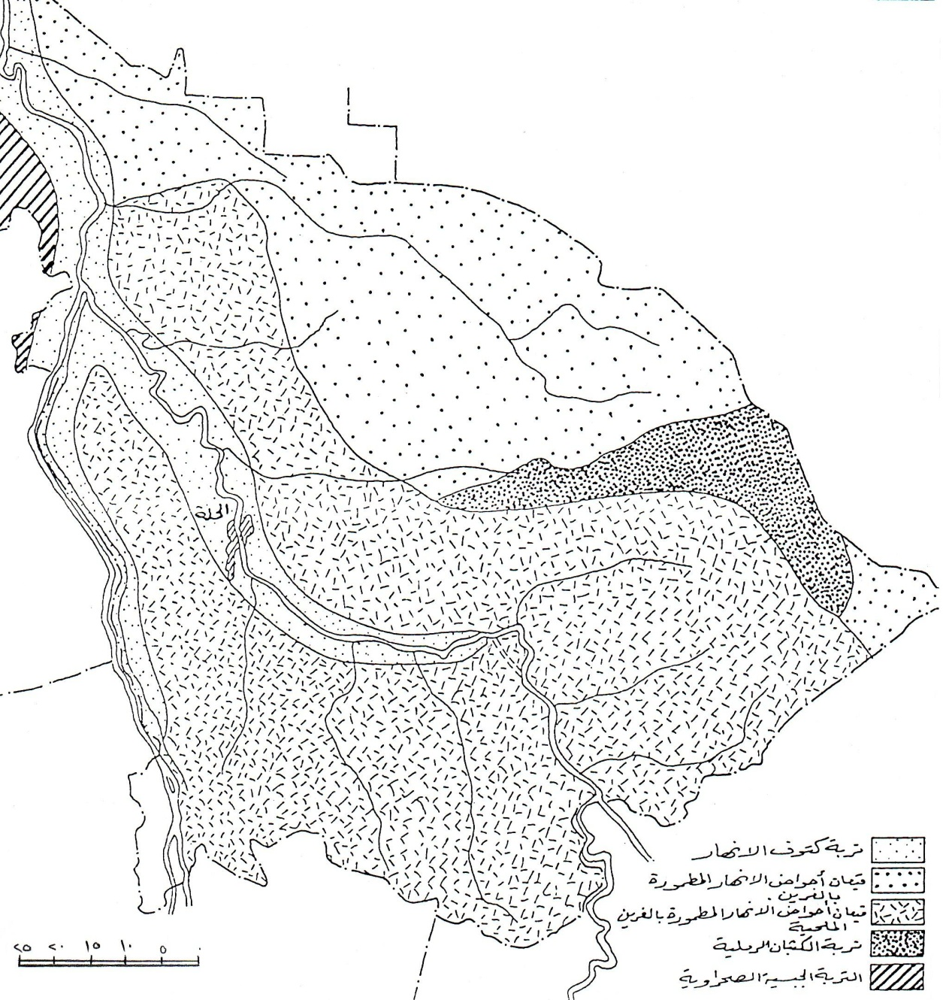 الحلة
تربة كتوف الانهار
قيعان أحواض الانهار المطمورة
بالغرين
قيعان أحواض الانهار المطمورة بالغرين
الملحية
تربة الكثبان الرملية
التربة الجبسية الصحراوية
٢٥ ٢٠ ١٥ ١٠ ٥ ٠